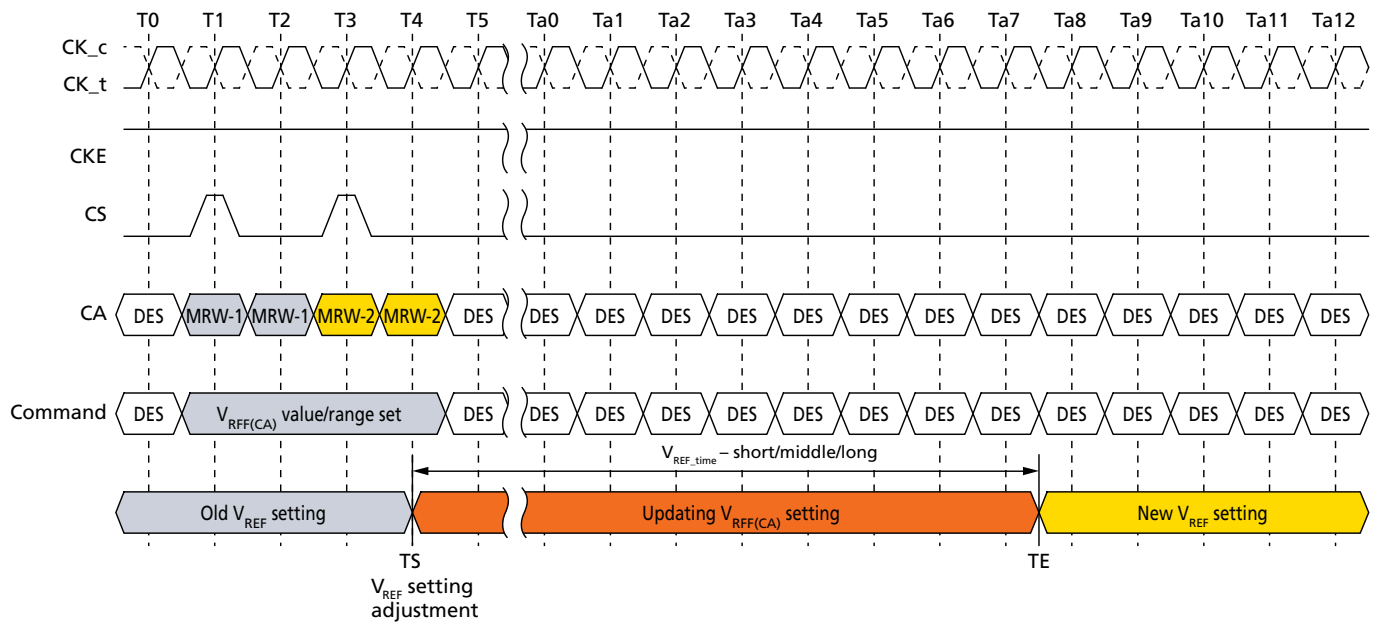 T0 T1 T2 T3 T4 T5 Ta0 Ta1 Ta2 Ta3 Ta4 Ta5 Ta6 Ta7 Ta8 Ta9 Ta10 Ta11 Ta12
CK_c
CK_t
CKE
CS
CA DES MRW-1 MRW-1 MRW-2 MRW-2 DES DES DES DES DES DES DES DES DES DES DES DES DES DES
Command DES VRFF(CA) value/range set DES DES DES DES DES DES DES DES DES DES DES DES DES DES
VREF_time – short/middle/long
Old VREF setting Updating VRFF(CA) setting New VREF setting
TS TE
VREF setting
adjustment